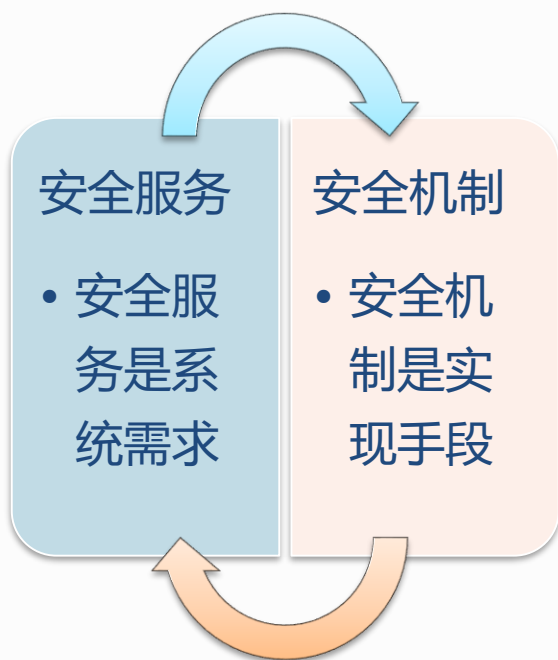 安全服务
• 安全服
务是系
统需求
安全机制
• 安全机
制是实
现手段